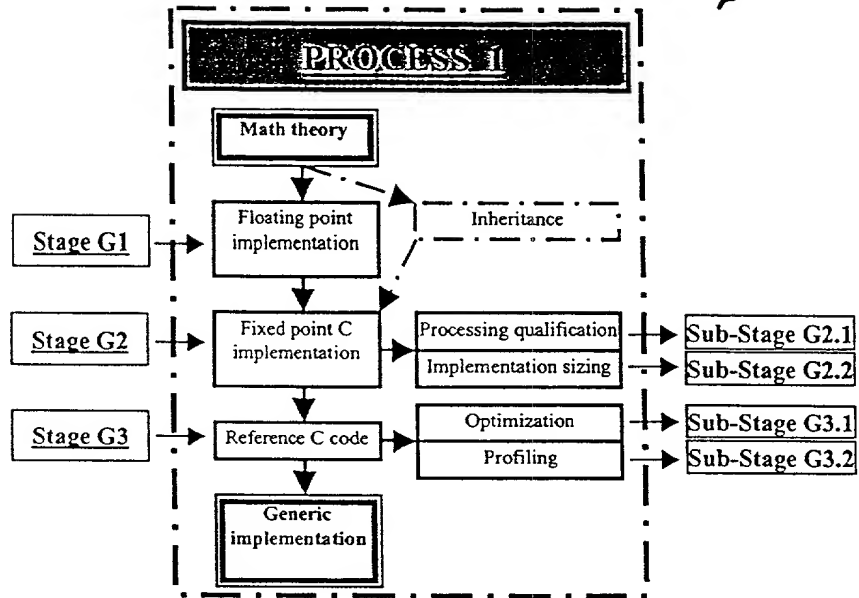 PROCESS 1
Math theory
Floating point
implementation
Inheritance
Stage G1
Fixed point C
implementation
Processing qualification
Implementation sizing
Stage G2
Sub-Stage G2.1
Sub-Stage G2.2
Reference C code
Optimization
Profiling
Stage G3
Sub-Stage G3.1
Sub-Stage G3.2
Generic
implementation